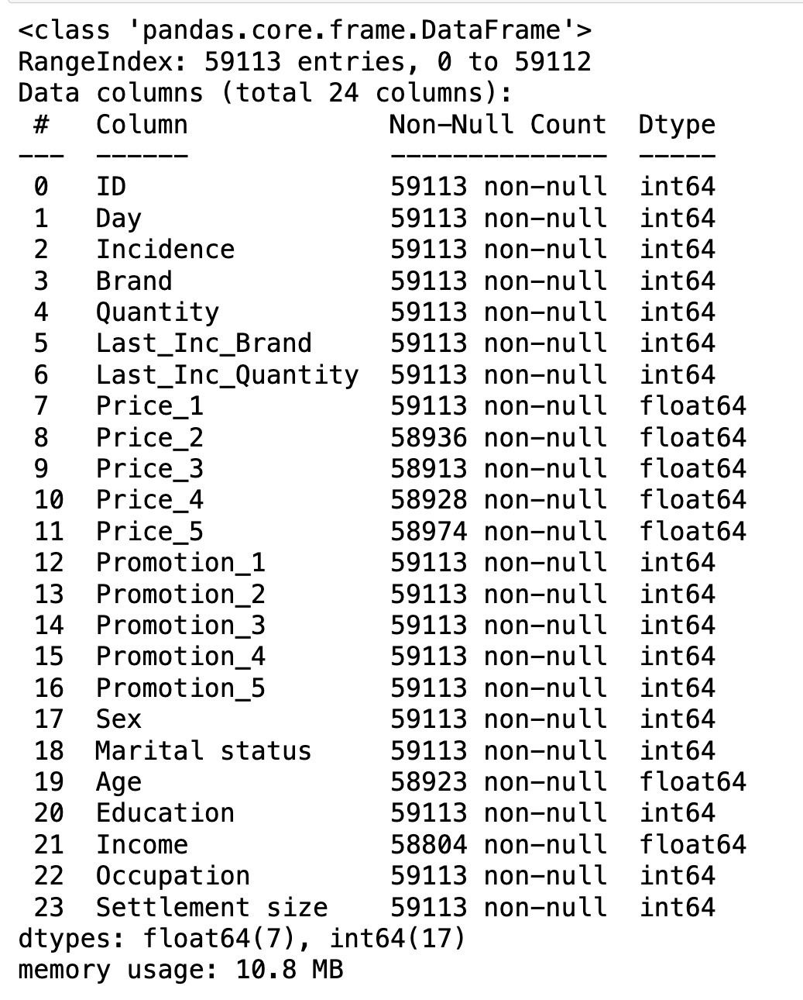 <class 'pandas.core.frame.DataFrame'>
RangeIndex: 59113 entries, 0 to 59112
Data columns (total 24 columns):
 #   Column              Non-Null Count  Dtype
---  ------              --------------  -----
 0   ID                  59113 non-null  int64
 1   Day                 59113 non-null  int64
 2   Incidence           59113 non-null  int64
 3   Brand               59113 non-null  int64
 4   Quantity            59113 non-null  int64
 5   Last_Inc_Brand      59113 non-null  int64
 6   Last_Inc_Quantity   59113 non-null  int64
 7   Price_1             59113 non-null  float64
 8   Price_2             58936 non-null  float64
 9   Price_3             58913 non-null  float64
 10  Price_4             58928 non-null  float64
 11  Price_5             58974 non-null  float64
 12  Promotion_1         59113 non-null  int64
 13  Promotion_2         59113 non-null  int64
 14  Promotion_3         59113 non-null  int64
 15  Promotion_4         59113 non-null  int64
 16  Promotion_5         59113 non-null  int64
 17  Sex                 59113 non-null  int64
 18  Marital status      59113 non-null  int64
 19  Age                 58923 non-null  float64
 20  Education           59113 non-null  int64
 21  Income              58804 non-null  float64
 22  Occupation          59113 non-null  int64
 23  Settlement size     59113 non-null  int64
dtypes: float64(7), int64(17)
memory usage: 10.8 MB